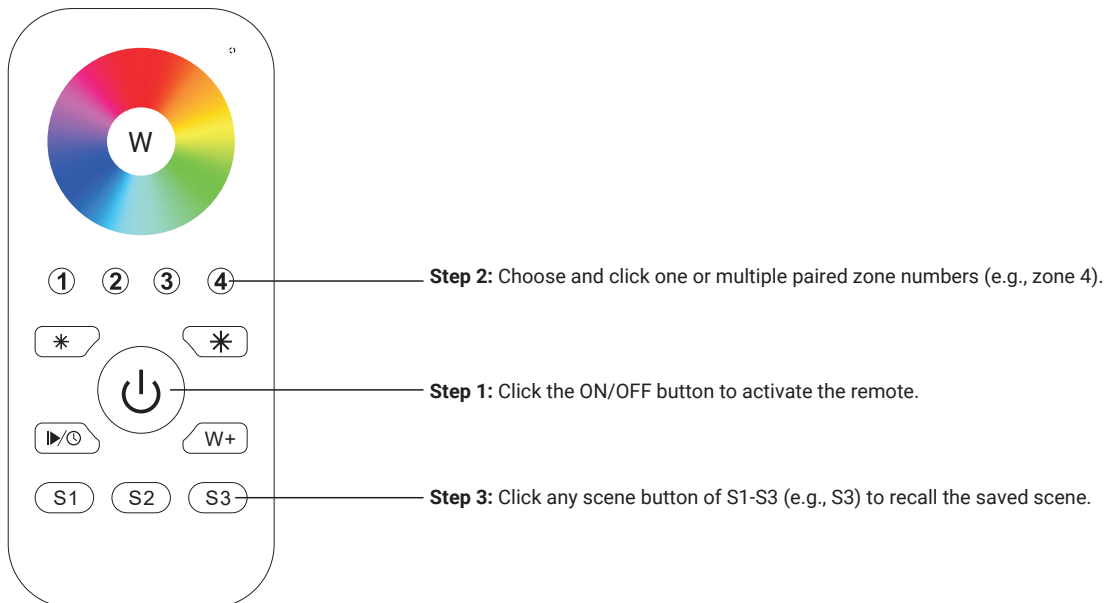 W
1 2 3 4
Step 2: Choose and click one or multiple paired zone numbers (e.g., zone 4).
Step 1: Click the ON/OFF button to activate the remote.
W+
S1 S2 S3
Step 3: Click any scene button of S1-S3 (e.g., S3) to recall the saved scene.